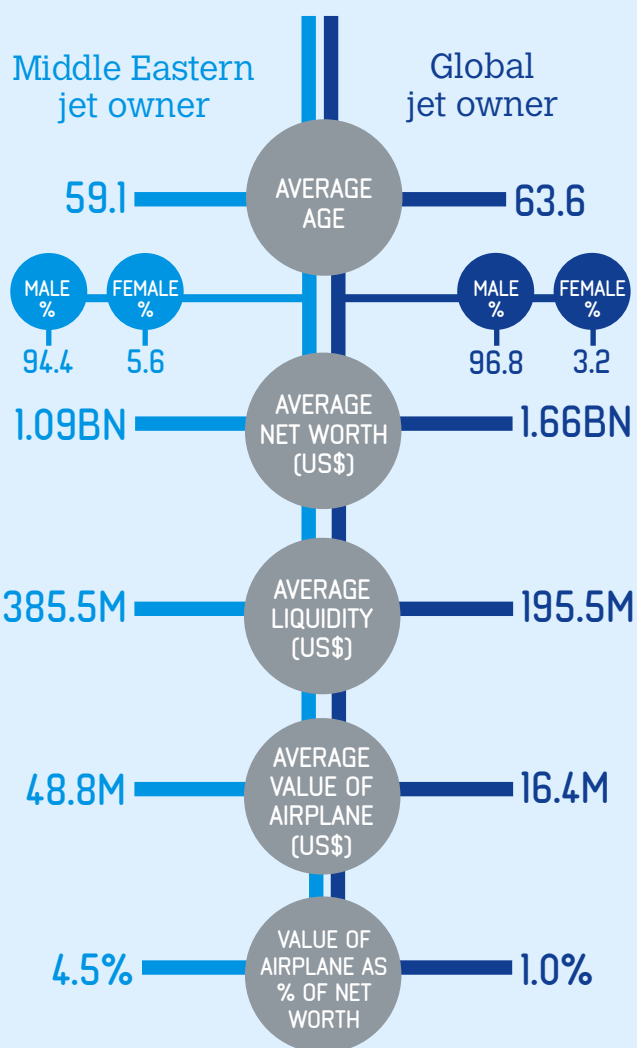 Middle Eastern
jet owner
Global
jet owner
AVERAGE
AGE
59.1
63.6
MALE
%
94.4
FEMALE
%
5.6
MALE
%
96.8
FEMALE
%
3.2
AVERAGE
NET WORTH
(US$)
1.09BN
1.66BN
AVERAGE
LIQUIDITY
(US$)
385.5M
195.5M
AVERAGE
VALUE OF
AIRPLANE
(US$)
48.8M
16.4M
VALUE OF
AIRPLANE AS
% OF NET
WORTH
4.5%
1.0%